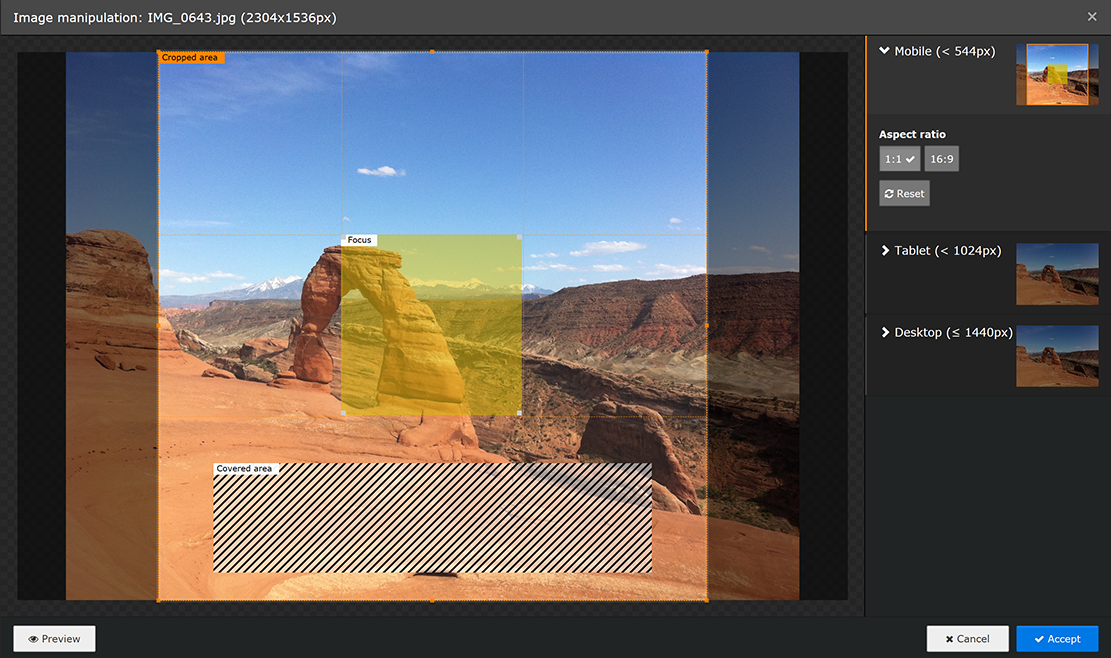 Image manipulation: IMG_0643.jpg (2304x1536px)
Cropped area
Focus
Covered area
Mobile (< 544px)
Aspect ratio
1:1 16:9
Reset
Tablet (< 1024px)
Desktop (≤ 1440px)
Preview
Cancel Accept